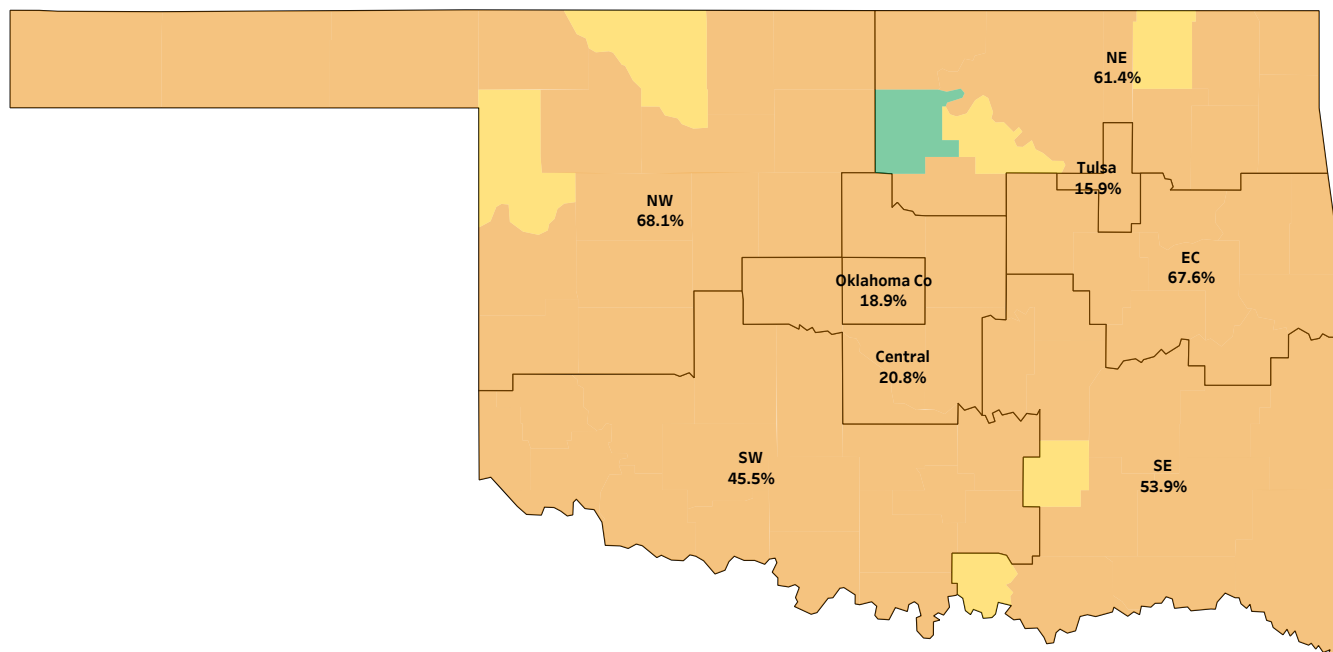 NE
61.4%
Tulsa
15.9%
NW
68.1%
EC
67.6%
Oklahoma Co
18.9%
Central
20.8%
SW
45.5%
SE
53.9%